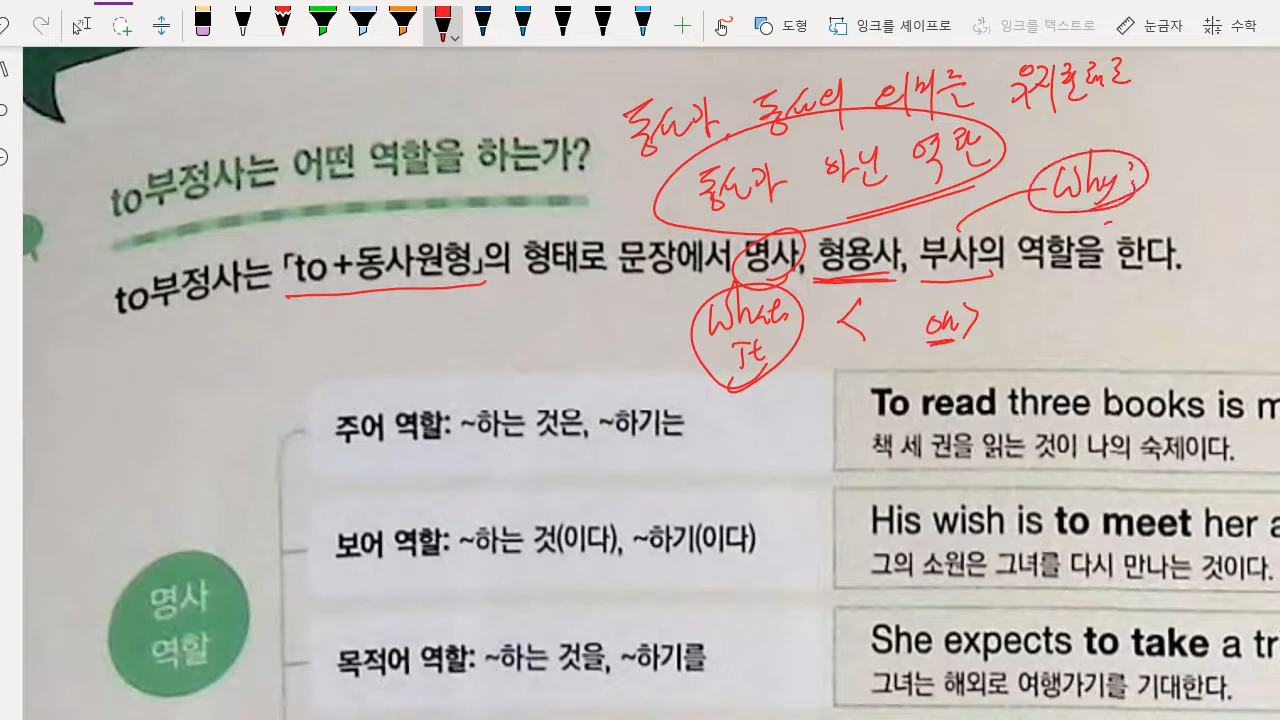 도형
잉크를 셰이프로
잉크를 텍스트로
눈금자
수학
동사가 동사의 의미를
to부정사는 어떤 역할을 하는가?
동사가 아닌 역할
Why?
to부정사는 「to+동사원형」의 형태로 문장에서 명사, 형용사, 부사의 역할을 한다.
What
It
주어 역할: ~하는 것은, ~하기는
To read three books is m
책 세 권을 읽는 것이 나의 숙제이다.
보어 역할: ~하는 것(이다), ~하기(이다)
His wish is to meet her a
그의 소원은 그녀를 다시 만나는 것이다.
명사
역할
목적어 역할: ~하는 것을, ~하기를
She expects to take a tr
그녀는 해외로 여행가기를 기대한다.